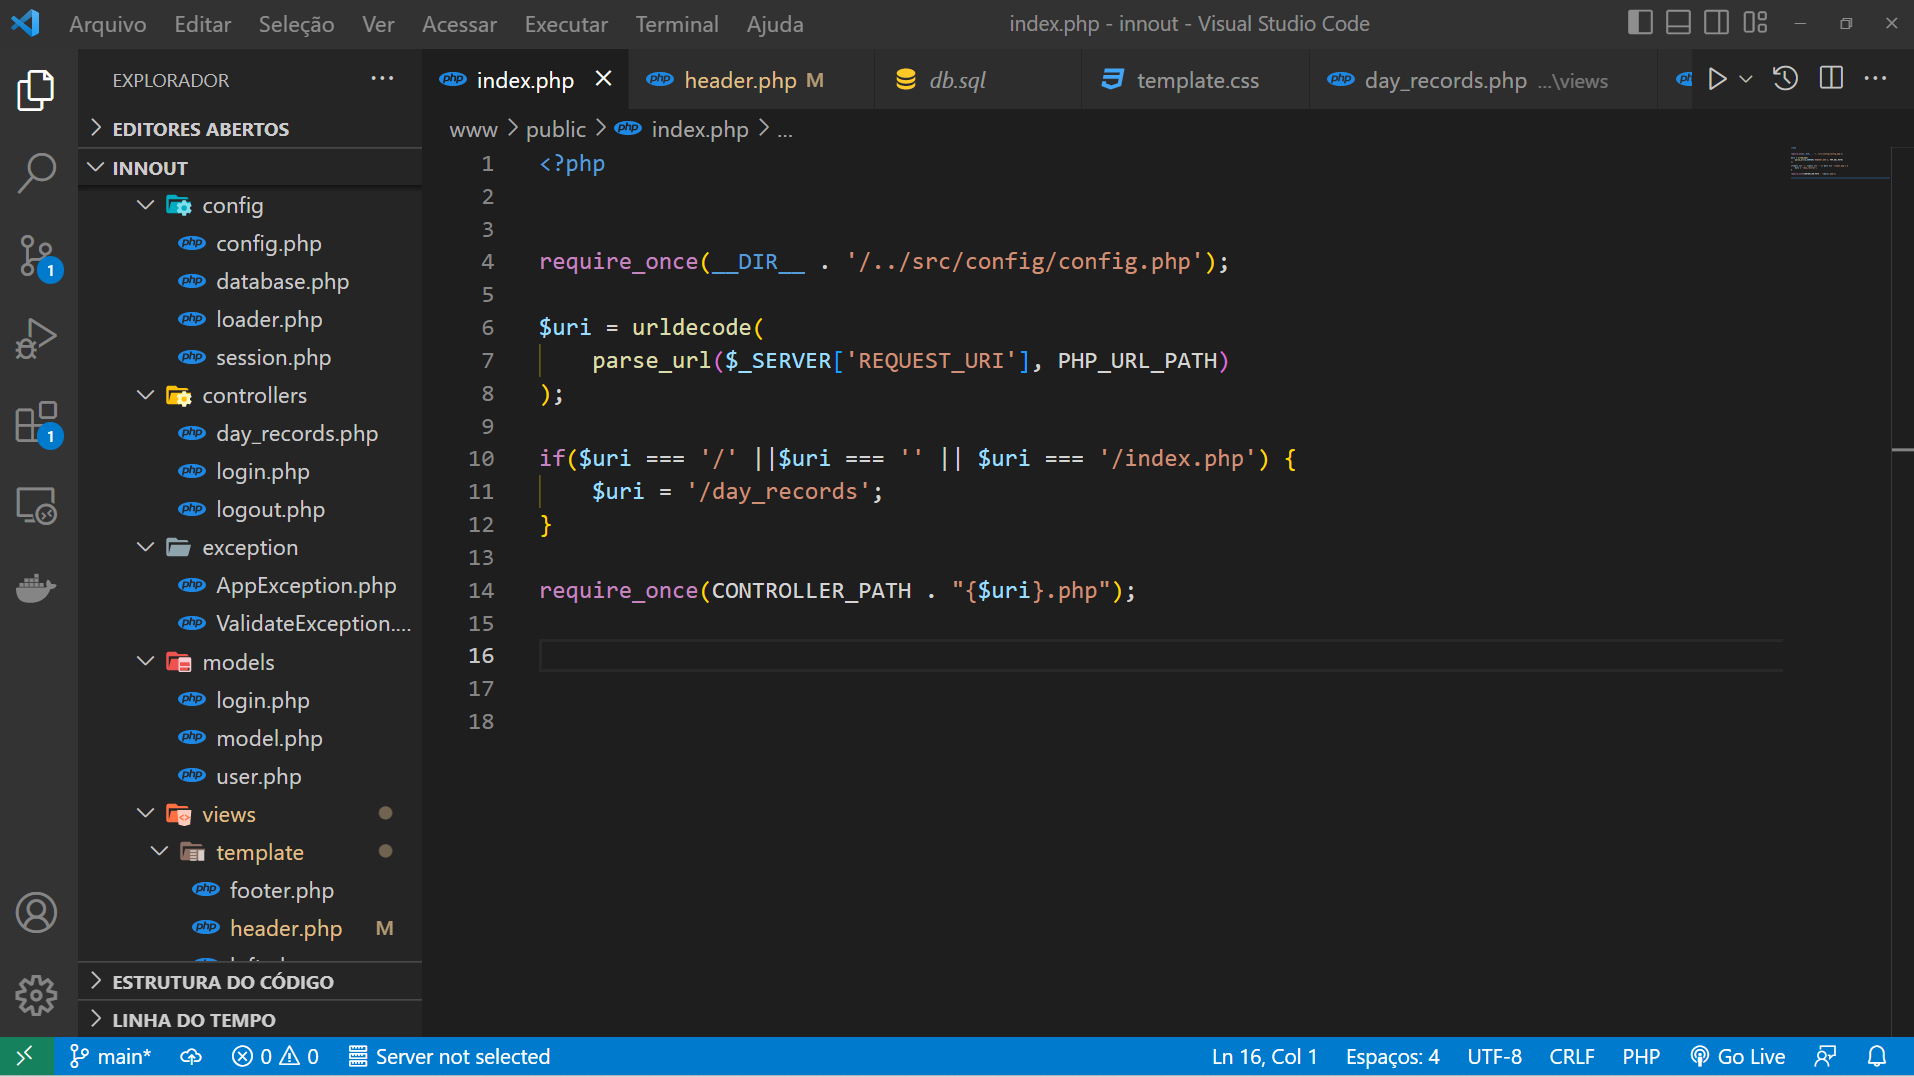 Arquivo Editar Seleção Ver Acessar Executar Terminal Ajuda
index.php - innout - Visual Studio Code
EXPLORADOR
EDITORES ABERTOS
INNOUT
config
config.php
database.php
loader.php
session.php
controllers
day_records.php
login.php
logout.php
exception
AppException.php
ValidateException....
models
login.php
model.php
user.php
views
template
footer.php
header.php M
ESTRUTURA DO CÓDIGO
LINHA DO TEMPO
1
1
index.php header.php M db.sql template.css day_records.php ...\views
www > public > index.php > ...
1 <?php
2
3
4 require_once(__DIR__ . '/../src/config/config.php');
5
6 $uri = urldecode(
7 parse_url($_SERVER['REQUEST_URI'], PHP_URL_PATH)
8 );
9
10 if($uri === '/' ||$uri === '' || $uri === '/index.php') {
11 $uri = '/day_records';
12 }
13
14 require_once(CONTROLLER_PATH . "{$uri}.php");
15
16
17
18
main* 0 0 Server not selected Ln 16, Col 1 Espaços: 4 UTF-8 CRLF PHP Go Live